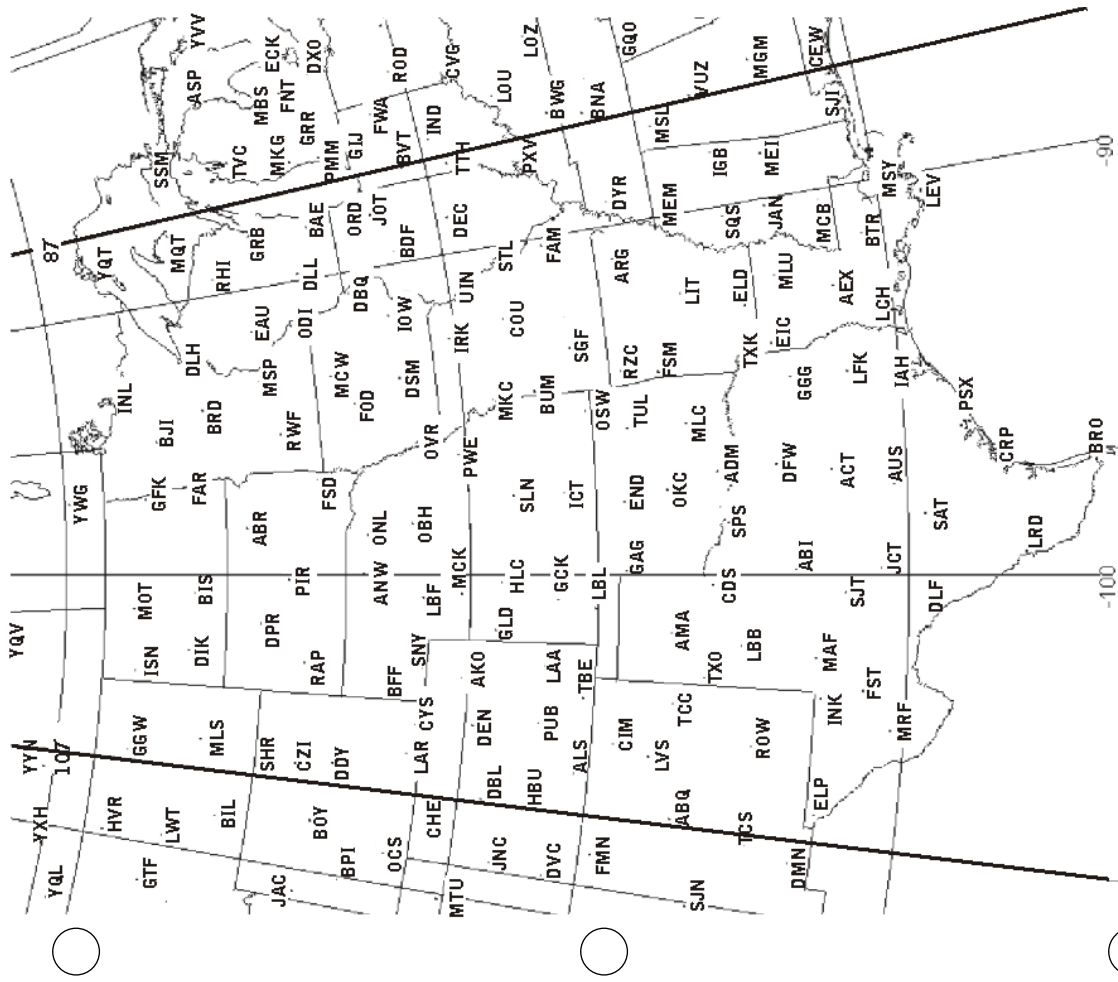 YQV
YWG
INL
YQT
87
SSM
YVV
YYN
107
YXH
YQL
HVR
GGW
ISN
MOT
GFK
BJI
DLH
MQT
ASP
GTF
LWT
BIL
MLS
DIK
BIS
FAR
BRD
RHI
TVC
MBS
ECK
JAC
BOY
SHR
CZI
DPR
ABR
MSP
EAU
GRB
MKG
FNT
DXO
GRR
BPI
DDY
RAP
PIR
FSD
RWF
ODI
DLL
BAE
PMM
GIJ
OCS
BFF
ANW
ONL
FOD
MCW
DBQ
ORD
JOT
FWA
ROD
CHE
LAR
CYS
SNY
LBF
OBH
OVR
DSM
IOW
BDF
BVT
IND
CVG
MTU
DBL
DEN
AKO
MCK
PWE
IRK
UIN
DEC
TTH
LOU
LOZ
JNC
HBU
PUB
GLD
HLC
SLN
MKC
COU
STL
PXV
BWG
DVC
ALS
LAA
TBE
GCK
ICT
BUM
SGF
FAM
BNA
FMN
CIM
LBL
OSW
RZC
ARG
DYR
GQO
SJN
ABQ
LVS
TCC
AMA
GAG
END
TUL
FSM
LIT
MEM
MSL
VUZ
TCS
ROW
TXO
LBB
CDS
OKC
MLC
SPS
ADM
TXK
ELD
SQS
IGB
MGM
DMN
ELP
INK
MAF
ABI
DFW
GGG
EIC
MLU
JAN
MEI
MRF
FST
SJT
JCT
ACT
LFK
AEX
MCB
SJI
CEW
DLF
SAT
AUS
IAH
LCH
BTR
MSY
LEV
LRD
CRP
PSX
BRO
-100
-90